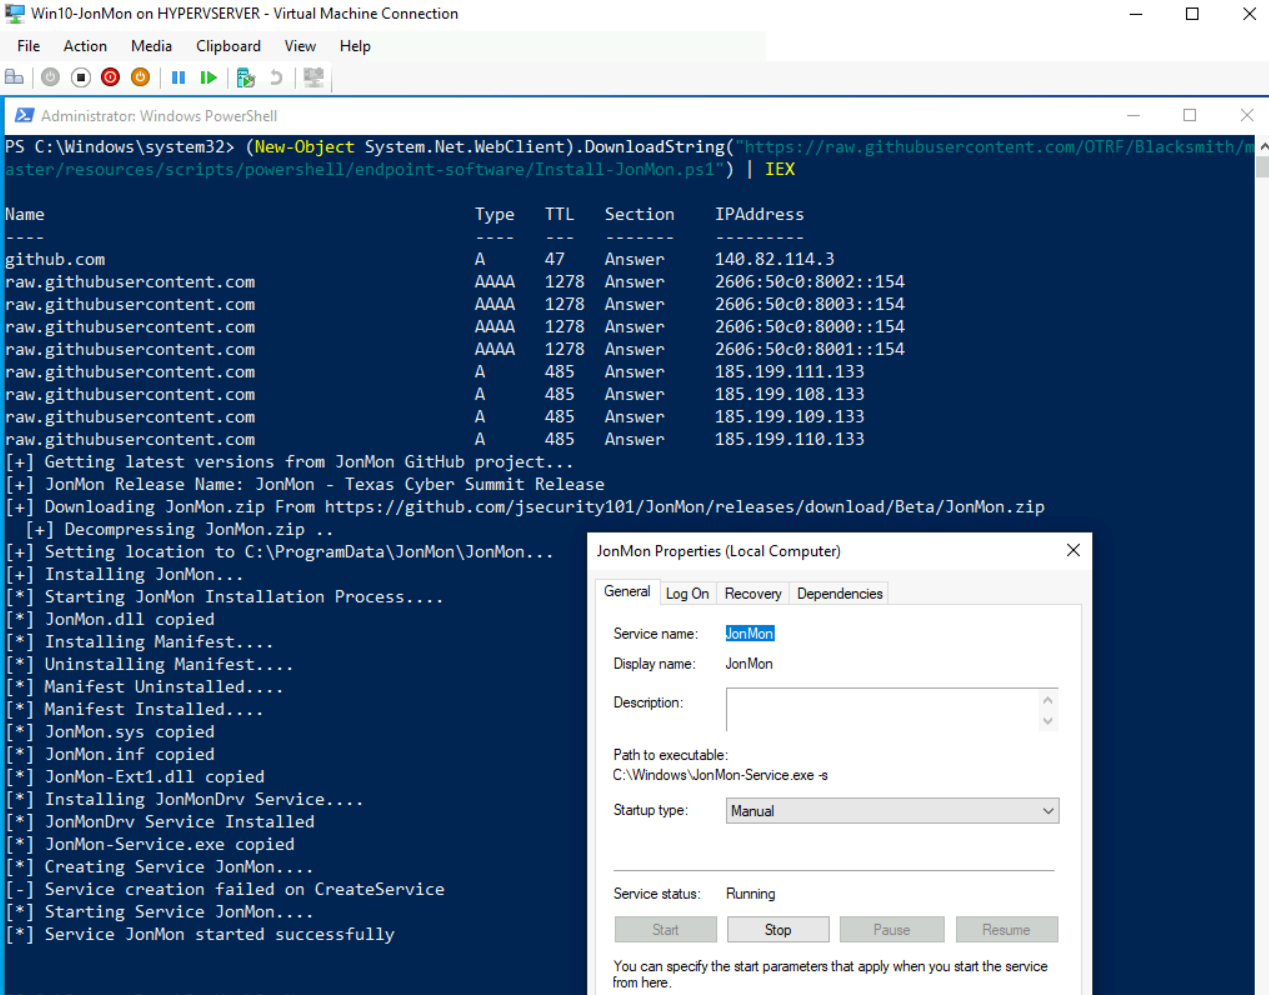 Win10-JonMon on HYPERVSERVER - Virtual Machine Connection
File Action Media Clipboard View Help
Administrator: Windows PowerShell
PS C:\Windows\system32> (New-Object System.Net.WebClient).DownloadString("https://raw.githubusercontent.com/OTRF/Blacksmith/m
aster/resources/scripts/powershell/endpoint-software/Install-JonMon.ps1") | IEX
Name Type TTL Section IPAddress
---- ---- --- ------- ---------
github.com A 47 Answer 140.82.114.3
raw.githubusercontent.com AAAA 1278 Answer 2606:50c0:8002::154
raw.githubusercontent.com AAAA 1278 Answer 2606:50c0:8003::154
raw.githubusercontent.com AAAA 1278 Answer 2606:50c0:8000::154
raw.githubusercontent.com AAAA 1278 Answer 2606:50c0:8001::154
raw.githubusercontent.com A 485 Answer 185.199.111.133
raw.githubusercontent.com A 485 Answer 185.199.108.133
raw.githubusercontent.com A 485 Answer 185.199.109.133
raw.githubusercontent.com A 485 Answer 185.199.110.133
[+] Getting latest versions from JonMon GitHub project...
[+] JonMon Release Name: JonMon - Texas Cyber Summit Release
[+] Downloading JonMon.zip From https://github.com/jsecurity101/JonMon/releases/download/Beta/JonMon.zip
[+] Decompressing JonMon.zip ..
[+] Setting location to C:\ProgramData\JonMon\JonMon...
[+] Installing JonMon...
[*] Starting JonMon Installation Process....
[*] JonMon.dll copied
[*] Installing Manifest....
[*] Uninstalling Manifest....
[*] Manifest Uninstalled....
[*] Manifest Installed....
[*] JonMon.sys copied
[*] JonMon.inf copied
[*] JonMon-Ext1.dll copied
[*] Installing JonMonDrv Service....
[*] JonMonDrv Service Installed
[*] JonMon-Service.exe copied
[*] Creating Service JonMon....
[-] Service creation failed on CreateService
[*] Starting Service JonMon....
[*] Service JonMon started successfully
JonMon Properties (Local Computer)
General Log On Recovery Dependencies
Service name: JonMon
Display name: JonMon
Description:
Path to executable:
C:\Windows\JonMon-Service.exe -s
Startup type: Manual
Service status: Running
Start Stop Pause Resume
You can specify the start parameters that apply when you start the service
from here.